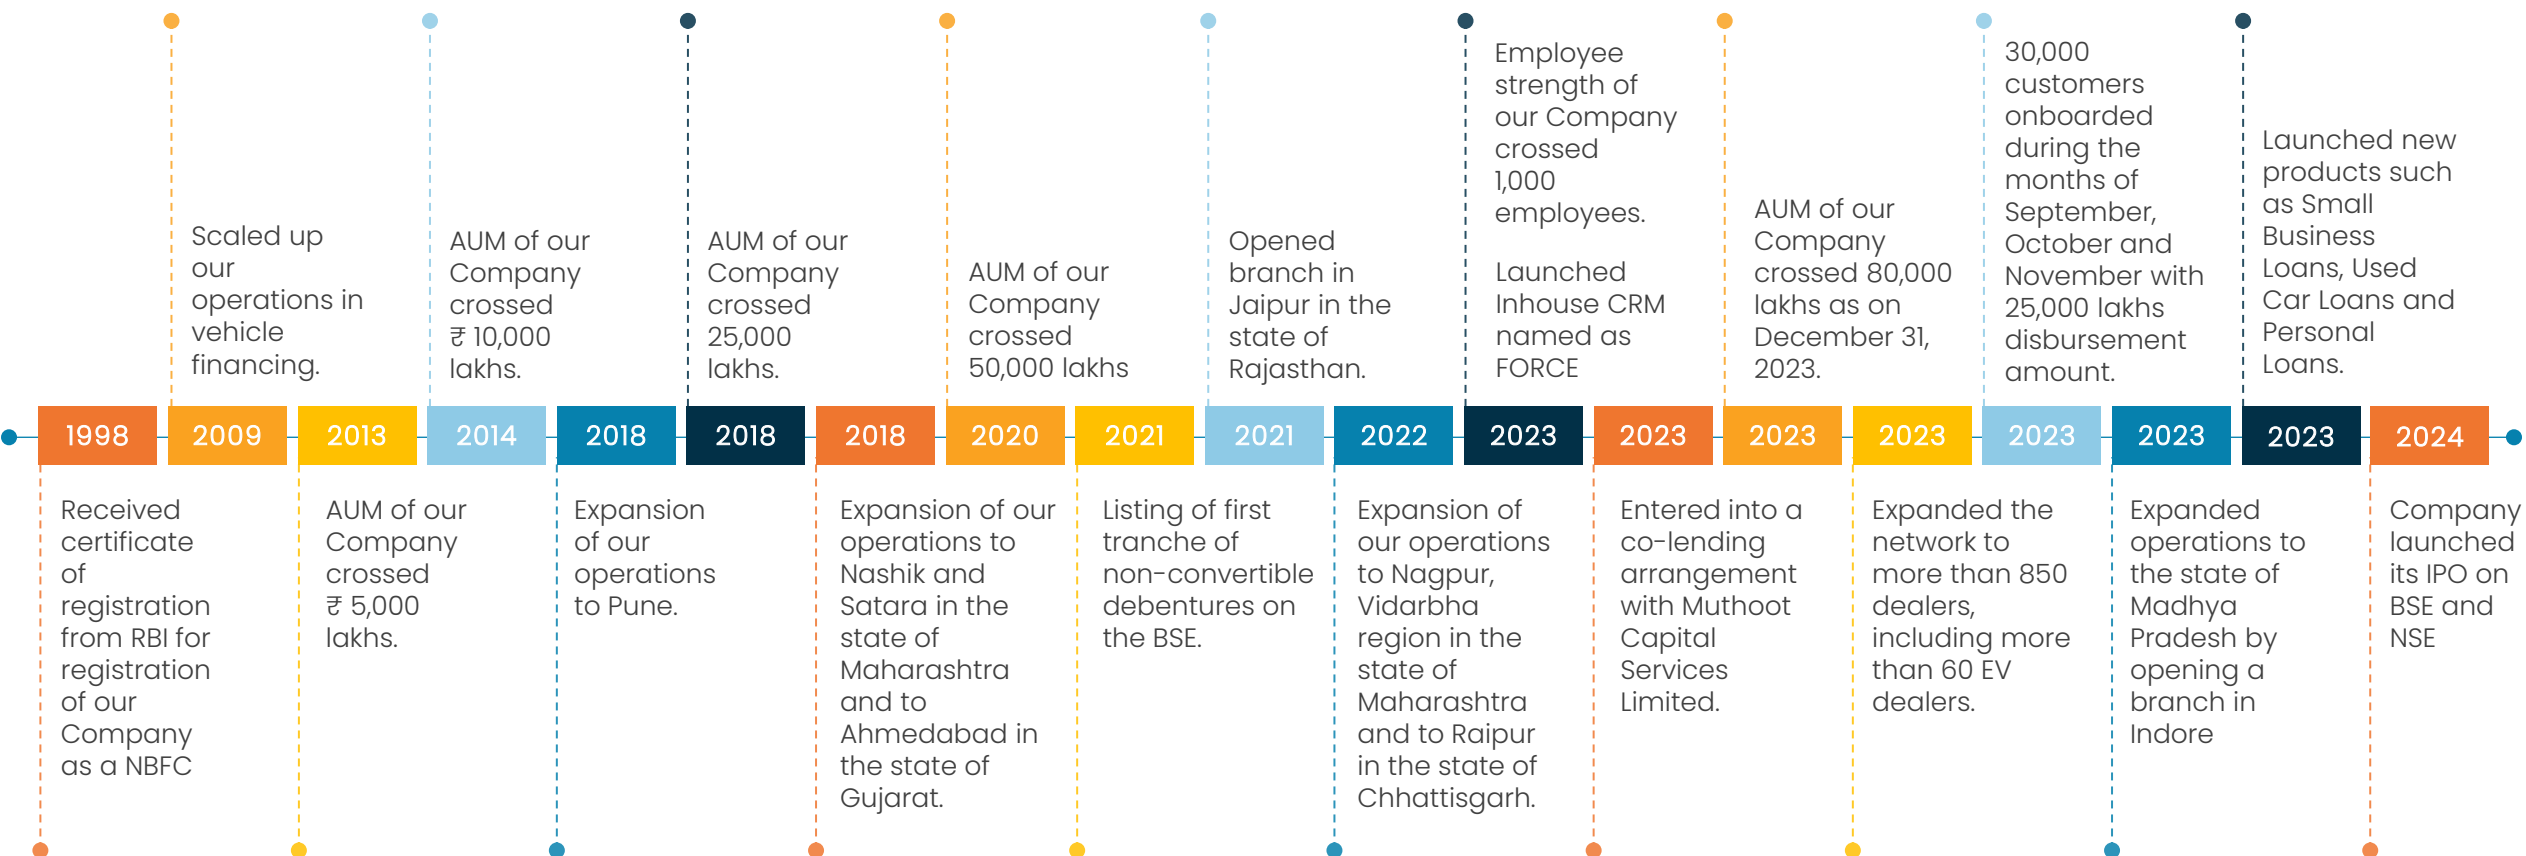 Scaled up
our
operations in
vehicle
financing.
AUM of our
Company
crossed
₹ 10,000
lakhs.
AUM of our
Company
crossed
25,000
lakhs.
AUM of our
Company
crossed
50,000 lakhs
Opened
branch in
Jaipur in the
state of
Rajasthan.
Employee
strength of
our Company
crossed
1,000
employees.
Launched
Inhouse CRM
named as
FORCE
AUM of our
Company
crossed 80,000
lakhs as on
December 31,
2023.
30,000
customers
onboarded
during the
months of
September,
October and
November with
25,000 lakhs
disbursement
amount.
Launched new
products such
as Small
Business
Loans, Used
Car Loans and
Personal
Loans.
1998 2009 2013 2014 2018 2018 2018 2020 2021 2021 2022 2023 2023 2023 2023 2023 2023 2023 2024
Received
certificate
of
registration
from RBI for
registration
of our
Company
as a NBFC
AUM of our
Company
crossed
₹ 5,000
lakhs.
Expansion
of our
operations
to Pune.
Expansion of our
operations to
Nashik and
Satara in the
state of
Maharashtra
and to
Ahmedabad in
the state of
Gujarat.
Listing of first
tranche of
non-convertible
debentures on
the BSE.
Expansion of
our operations
to Nagpur,
Vidarbha
region in the
state of
Maharashtra
and to Raipur
in the state of
Chhattisgarh.
Entered into a
co-lending
arrangement
with Muthoot
Capital
Services
Limited.
Expanded the
network to
more than 850
dealers,
including more
than 60 EV
dealers.
Expanded
operations to
the state of
Madhya
Pradesh by
opening a
branch in
Indore
Company
launched
its IPO on
BSE and
NSE